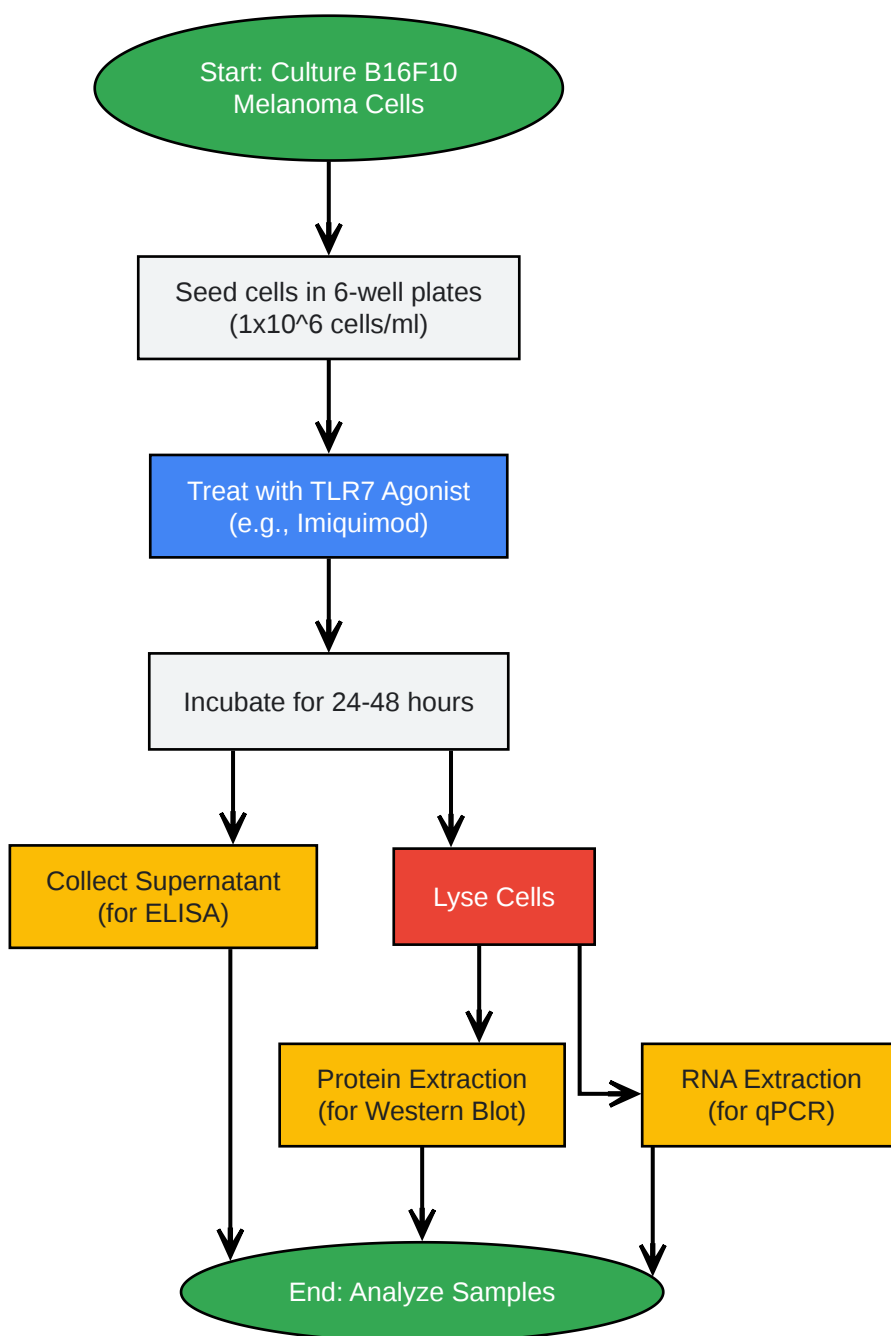 Start: Culture B16F10
Melanoma Cells
Seed cells in 6-well plates
(1x10^6 cells/ml)
Treat with TLR7 Agonist
(e.g., Imiquimod)
Incubate for 24-48 hours
Collect Supernatant
(for ELISA)
Lyse Cells
Protein Extraction
(for Western Blot)
RNA Extraction
(for qPCR)
End: Analyze Samples